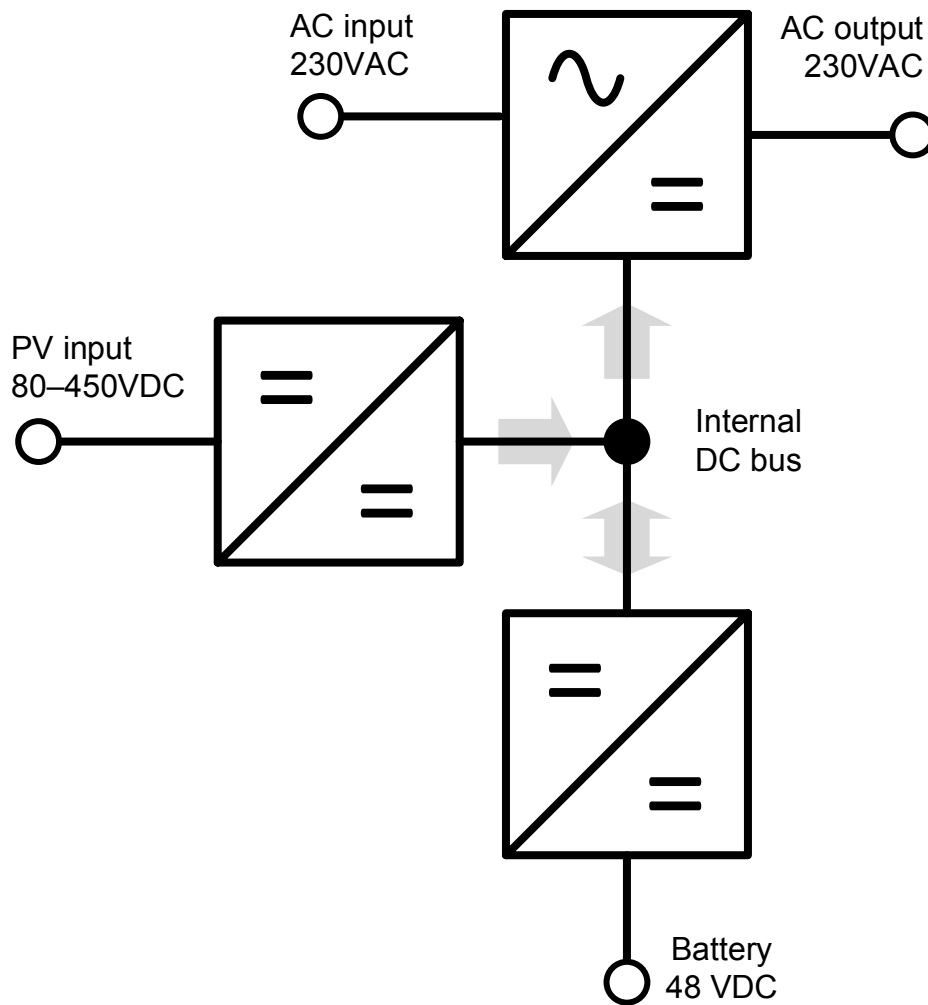 AC input
230VAC
AC output
230VAC
PV input
80–450VDC
Internal
DC bus
Battery
48 VDC